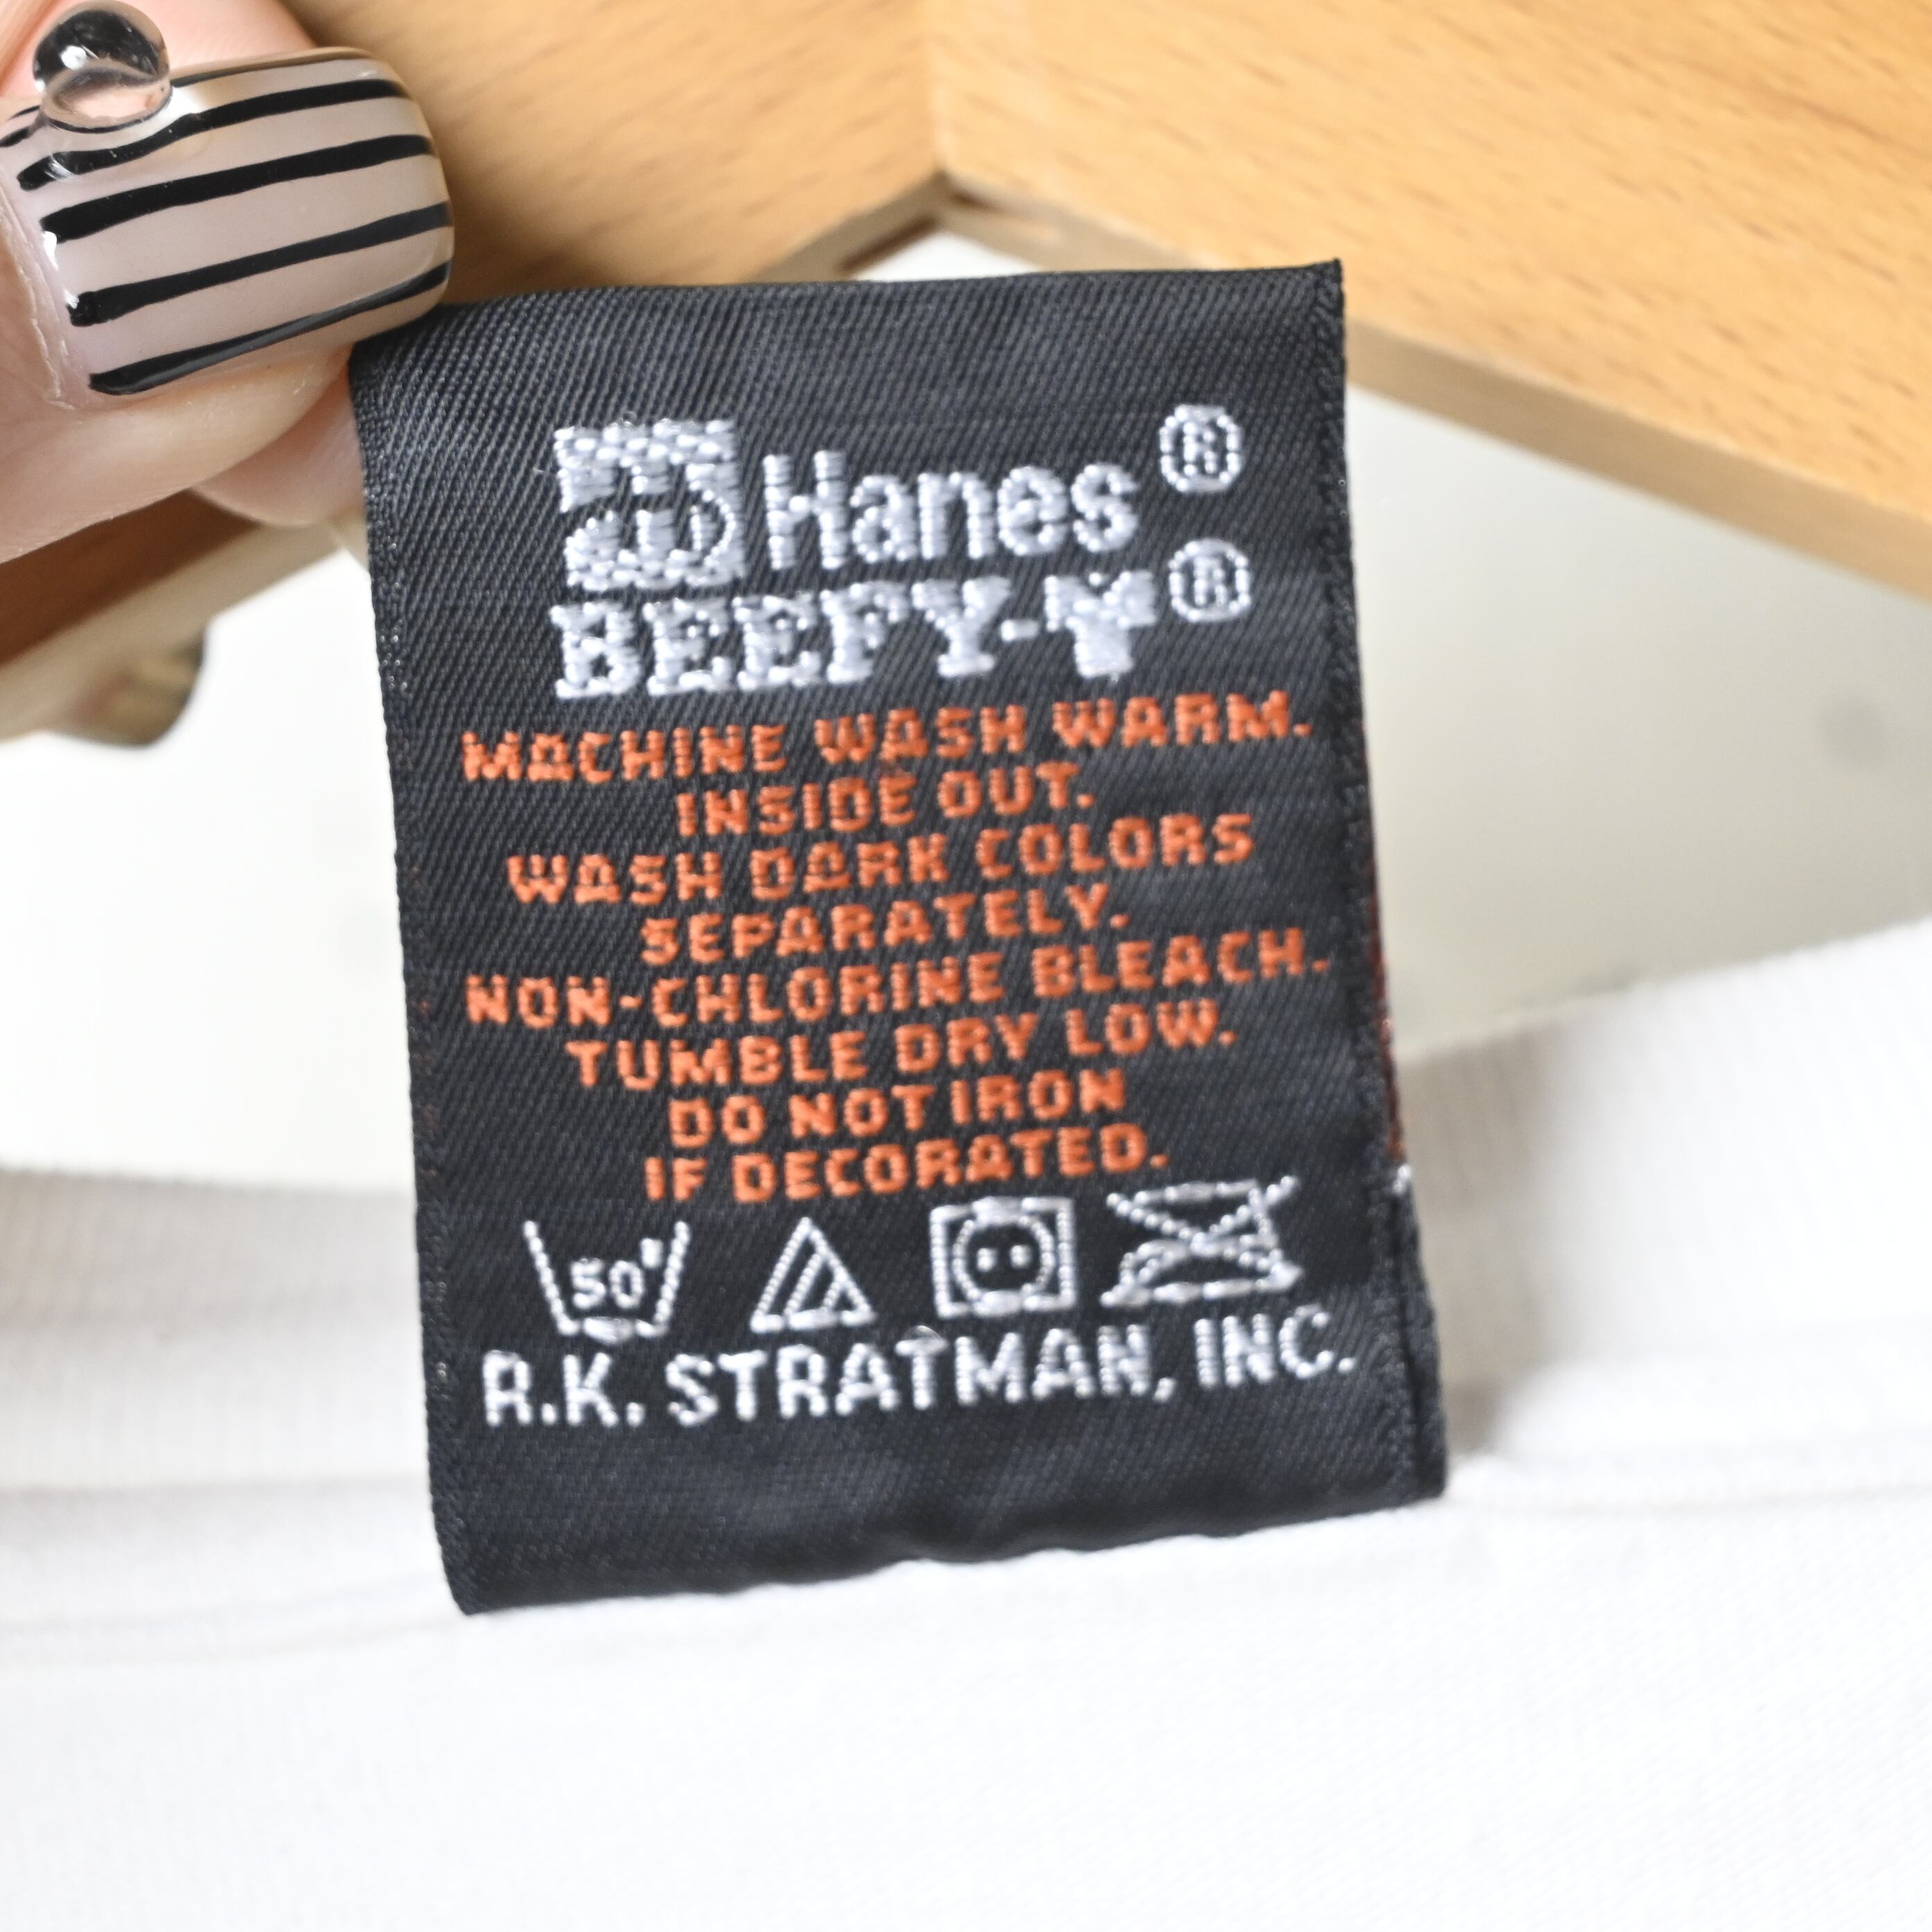 Hanes®
BEEFY-T®
MACHINE WASH WARM.
INSIDE OUT.
WASH DARK COLORS
SEPARATELY.
NON-CHLORINE BLEACH.
TUMBLE DRY LOW.
DO NOT IRON
IF DECORATED.
50°
R.K. STRATMAN, INC.